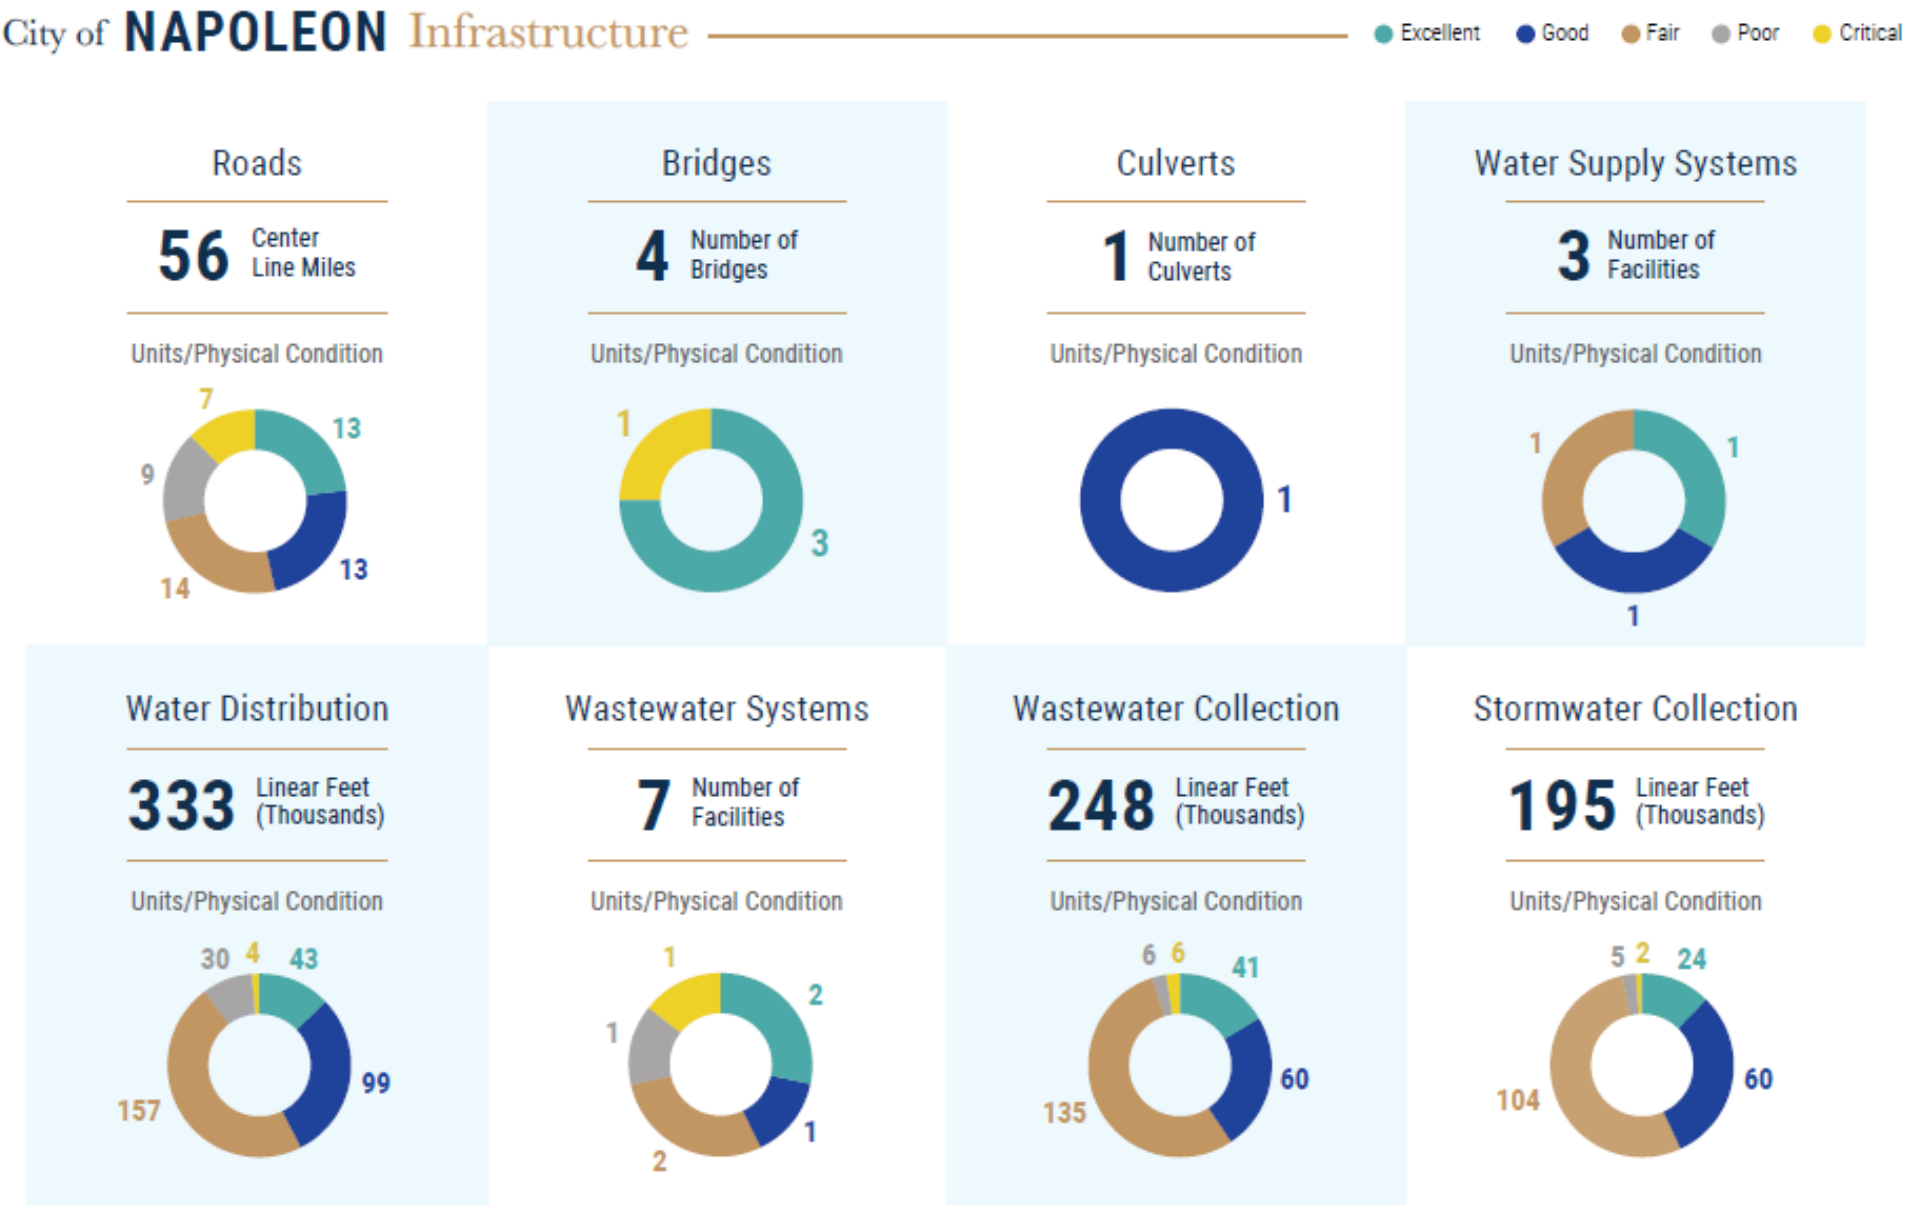 City of NAPOLEON Infrastructure
Excellent Good Fair Poor Critical
Roads
56 Center
Line Miles
Units/Physical Condition
7
13
9
14
13
Bridges
4 Number of
Bridges
Units/Physical Condition
1
3
Culverts
1 Number of
Culverts
Units/Physical Condition
1
Water Supply Systems
3 Number of
Facilities
Units/Physical Condition
1
1
1
Water Distribution
333 Linear Feet
(Thousands)
Units/Physical Condition
30 4 43
99
157
Wastewater Systems
7 Number of
Facilities
Units/Physical Condition
1
2
1
1
2
Wastewater Collection
248 Linear Feet
(Thousands)
Units/Physical Condition
6 6 41
60
135
Stormwater Collection
195 Linear Feet
(Thousands)
Units/Physical Condition
5 2 24
60
104